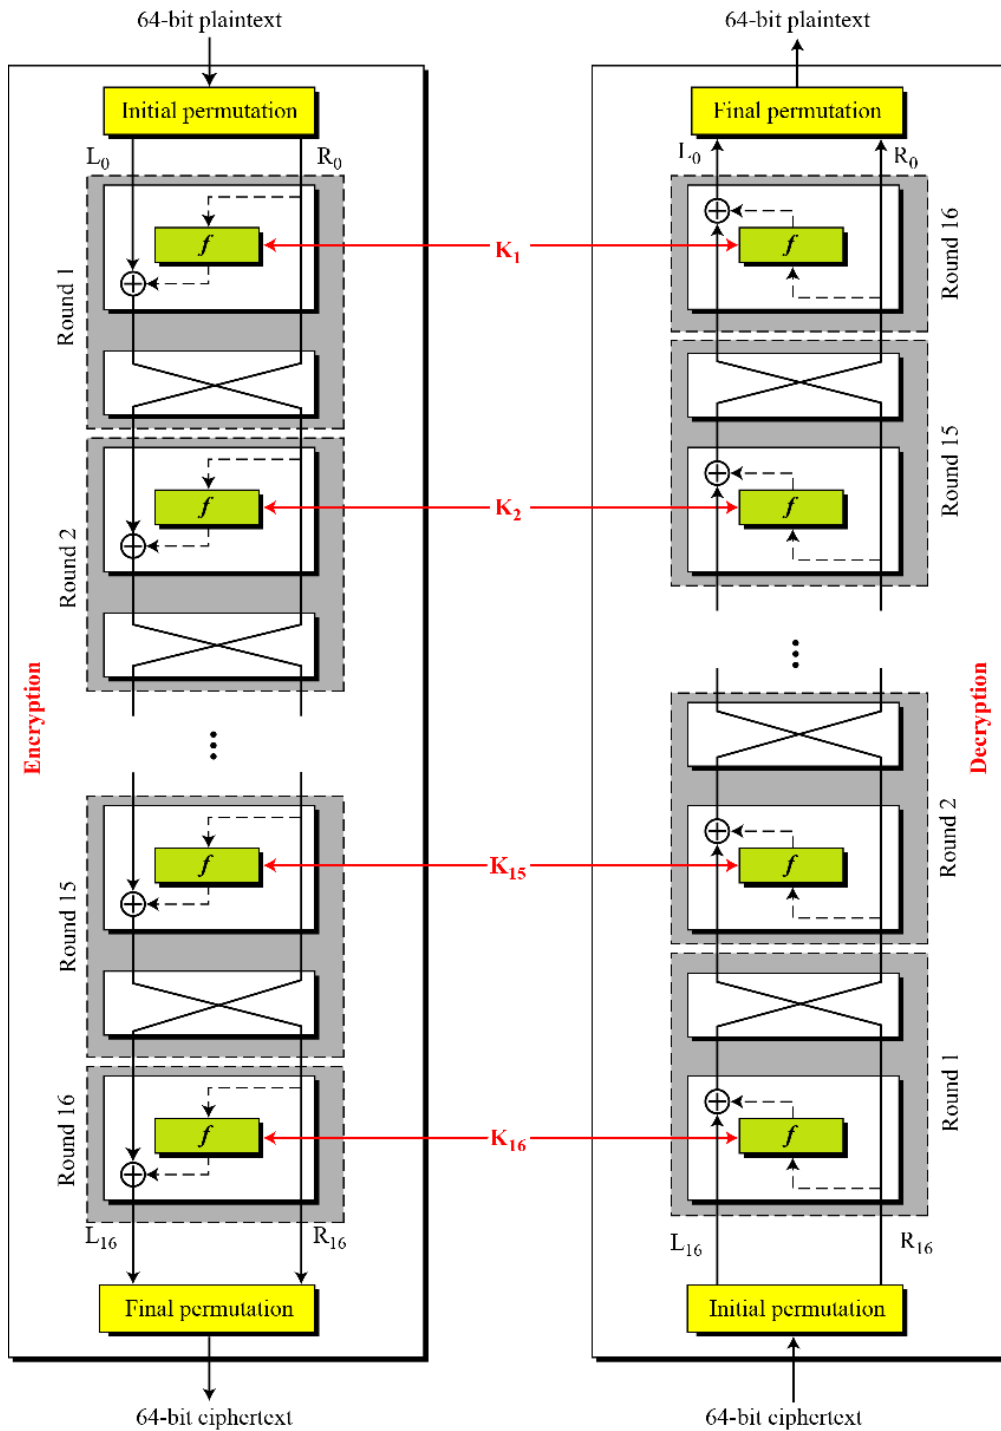 64-bit plaintext
Initial permutation
L0
R0
Round 1
f
Round 2
f
Encryption
...
Round 15
f
Round 16
f
L16
R16
Final permutation
64-bit ciphertext
K1
K2
K15
K16
64-bit plaintext
Final permutation
L0
R0
f
Round 16
f
Round 15
...
Decryption
f
Round 2
f
Round 1
L16
R16
Initial permutation
64-bit ciphertext